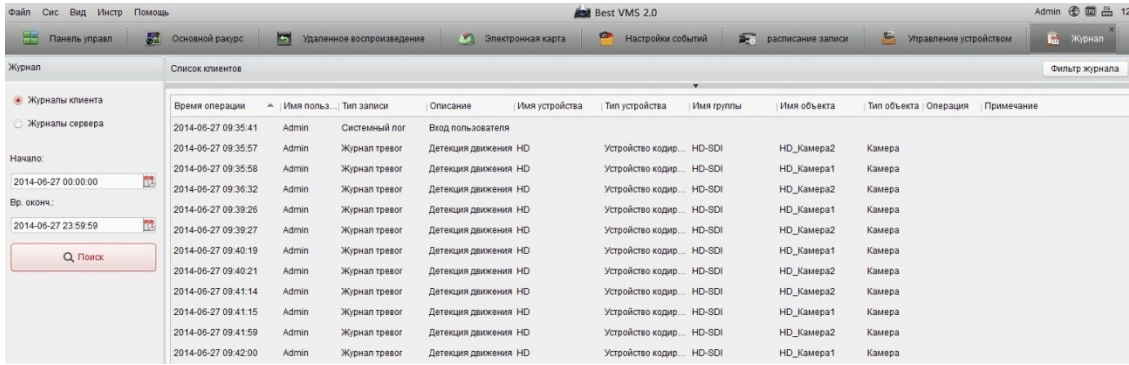 Файл Сис Вид Инстр Помощь Best VMS 2.0 Admin 12
Панель управл Основной ракурс Удаленное воспроизведение Электронная карта Настройки событий расписание записи Управление устройством Журнал
Журнал Список клиентов Фильтр журнала
Журналы клиента
Журналы сервера
Начало:
2014-06-27 00:00:00
Вр. оконч.:
2014-06-27 23:59:59
Поиск
Время операции Имя польз... Тип записи Описание Имя устройства Тип устройства Имя группы Имя объекта Тип объекта Операция Примечание
2014-06-27 09:35:41 Admin Системный лог Вход пользователя
2014-06-27 09:35:57 Admin Журнал тревог Детекция движения HD Устройство кодир... HD-SDI HD_Камера2 Камера
2014-06-27 09:35:58 Admin Журнал тревог Детекция движения HD Устройство кодир... HD-SDI HD_Камера1 Камера
2014-06-27 09:36:32 Admin Журнал тревог Детекция движения HD Устройство кодир... HD-SDI HD_Камера2 Камера
2014-06-27 09:39:26 Admin Журнал тревог Детекция движения HD Устройство кодир... HD-SDI HD_Камера1 Камера
2014-06-27 09:39:27 Admin Журнал тревог Детекция движения HD Устройство кодир... HD-SDI HD_Камера2 Камера
2014-06-27 09:40:19 Admin Журнал тревог Детекция движения HD Устройство кодир... HD-SDI HD_Камера1 Камера
2014-06-27 09:40:21 Admin Журнал тревог Детекция движения HD Устройство кодир... HD-SDI HD_Камера2 Камера
2014-06-27 09:41:14 Admin Журнал тревог Детекция движения HD Устройство кодир... HD-SDI HD_Камера2 Камера
2014-06-27 09:41:15 Admin Журнал тревог Детекция движения HD Устройство кодир... HD-SDI HD_Камера1 Камера
2014-06-27 09:41:59 Admin Журнал тревог Детекция движения HD Устройство кодир... HD-SDI HD_Камера2 Камера
2014-06-27 09:42:00 Admin Журнал тревог Детекция движения HD Устройство кодир... HD-SDI HD_Камера1 Камера